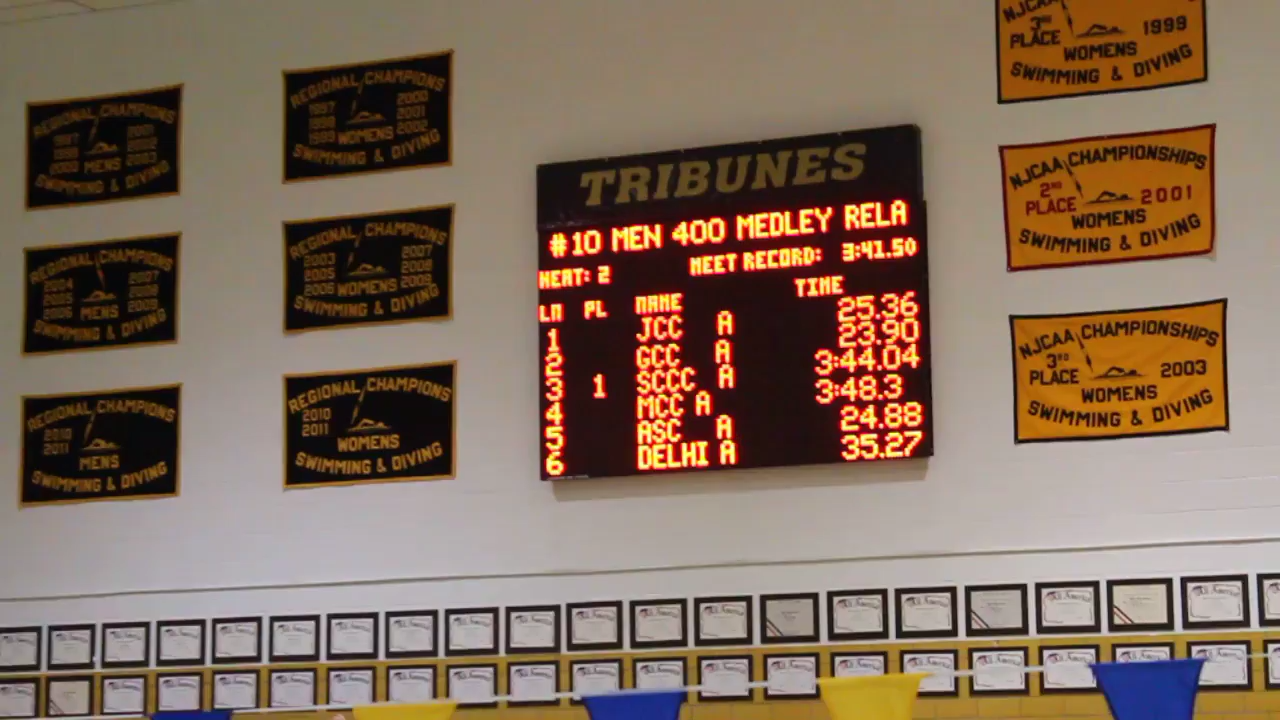 REGIONAL CHAMPIONS
MENS
SWIMMING & DIVING
REGIONAL CHAMPIONS
2004 2007
2005 2008
2006 MENS 2009
SWIMMING & DIVING
REGIONAL CHAMPIONS
2010
2011
MENS
SWIMMING & DIVING
REGIONAL CHAMPIONS
1997 2000
1998 2001
1999 WOMENS 2002
SWIMMING & DIVING
REGIONAL CHAMPIONS
2003 2007
2005 2008
2006 WOMENS 2009
SWIMMING & DIVING
REGIONAL CHAMPIONS
2010
2011
WOMENS
SWIMMING & DIVING
TRIBUNES
#10 MEN 400 MEDLEY RELA
HEAT: 2 MEET RECORD: 3:41.50
LN PL NAME TIME
1 JCC A 25.36
2 GCC A 23.90
3 1 SCCC A 3:44.04
4 MCC A 3:48.3
5 ASC A 24.88
6 DELHI A 35.27
NJCAA CHAMPIONSHIPS
3RD PLACE 1999
WOMENS
SWIMMING & DIVING
NJCAA CHAMPIONSHIPS
2ND PLACE 2001
WOMENS
SWIMMING & DIVING
NJCAA CHAMPIONSHIPS
3RD PLACE 2003
WOMENS
SWIMMING & DIVING